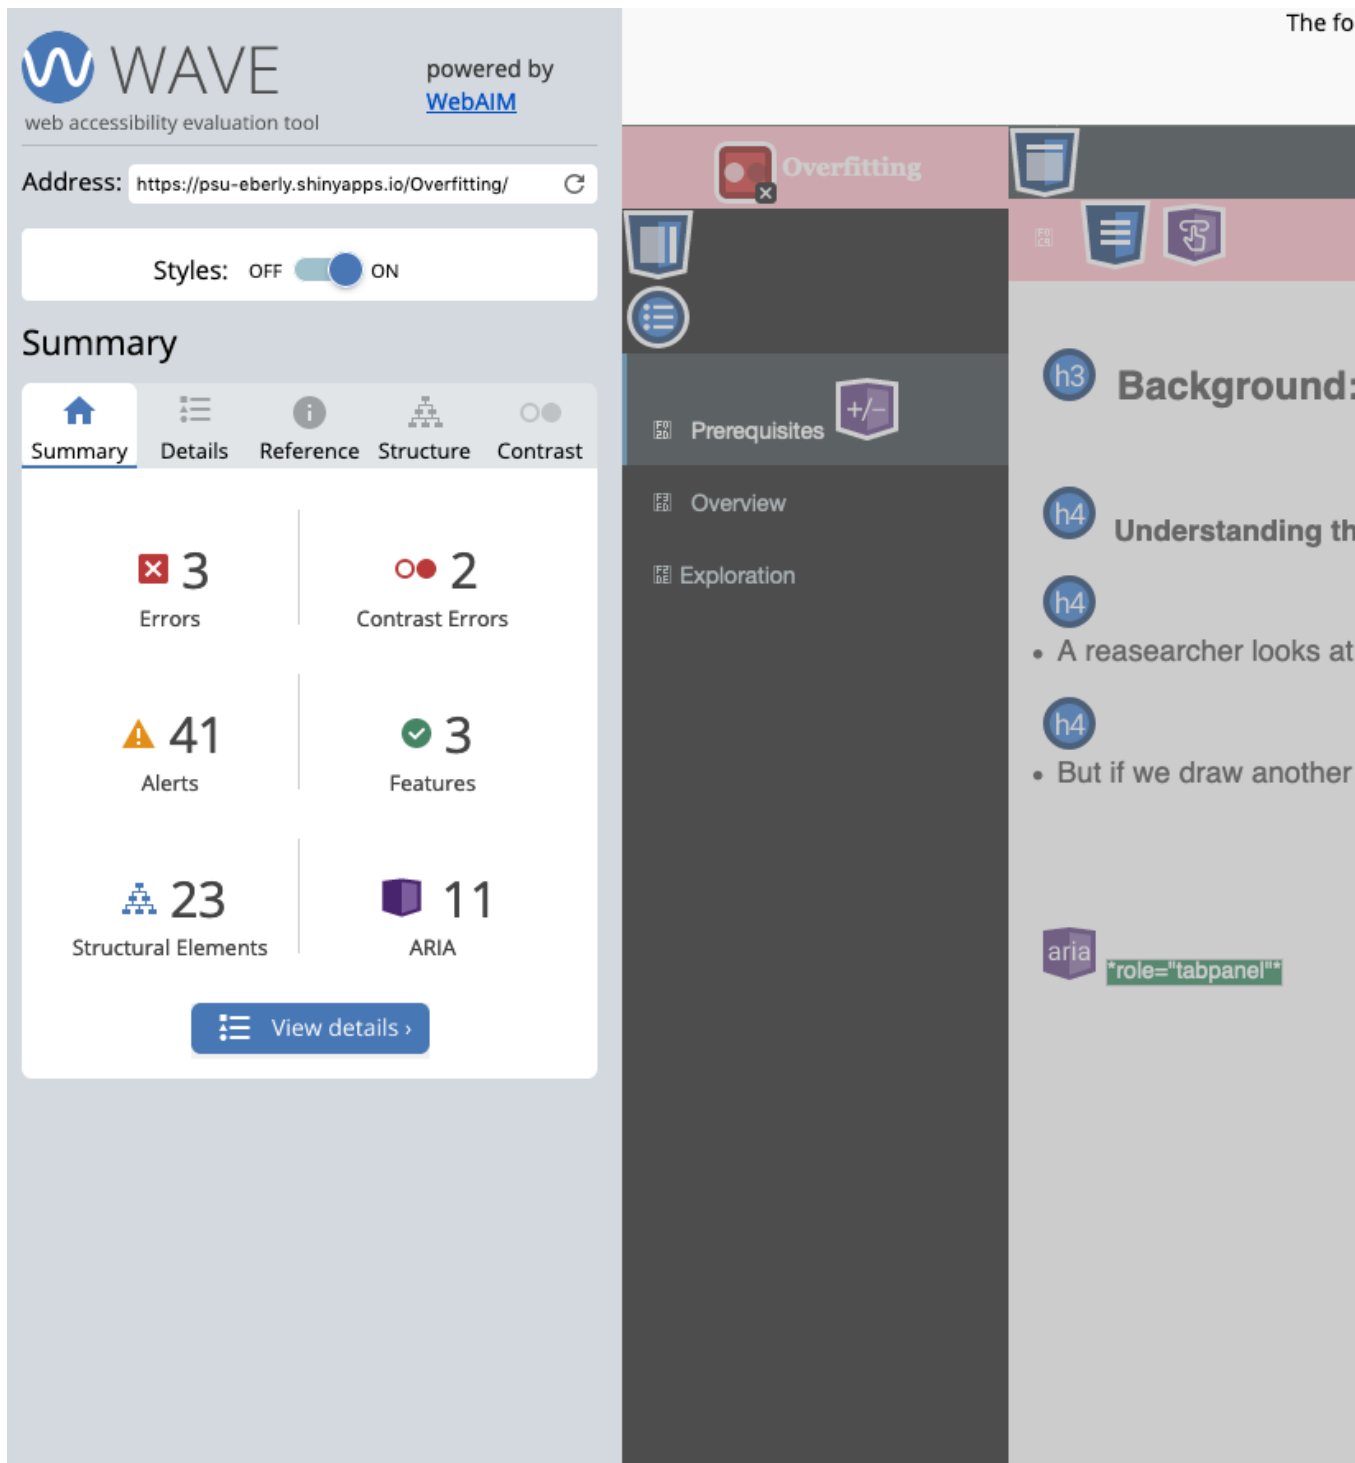 WAVE
web accessibility evaluation tool
powered by
WebAIM
Address: https://psu-eberly.shinyapps.io/Overfitting/
Styles: OFF ON
Summary
Summary Details Reference Structure Contrast
3
Errors
2
Contrast Errors
41
Alerts
3
Features
23
Structural Elements
11
ARIA
View details ›
The fo
Overfitting
+/-
Prerequisites
Overview
Exploration
h3 Background:
h4 Understanding th
h4
• A reasearcher looks at
h4
• But if we draw another
aria *role="tabpanel"*